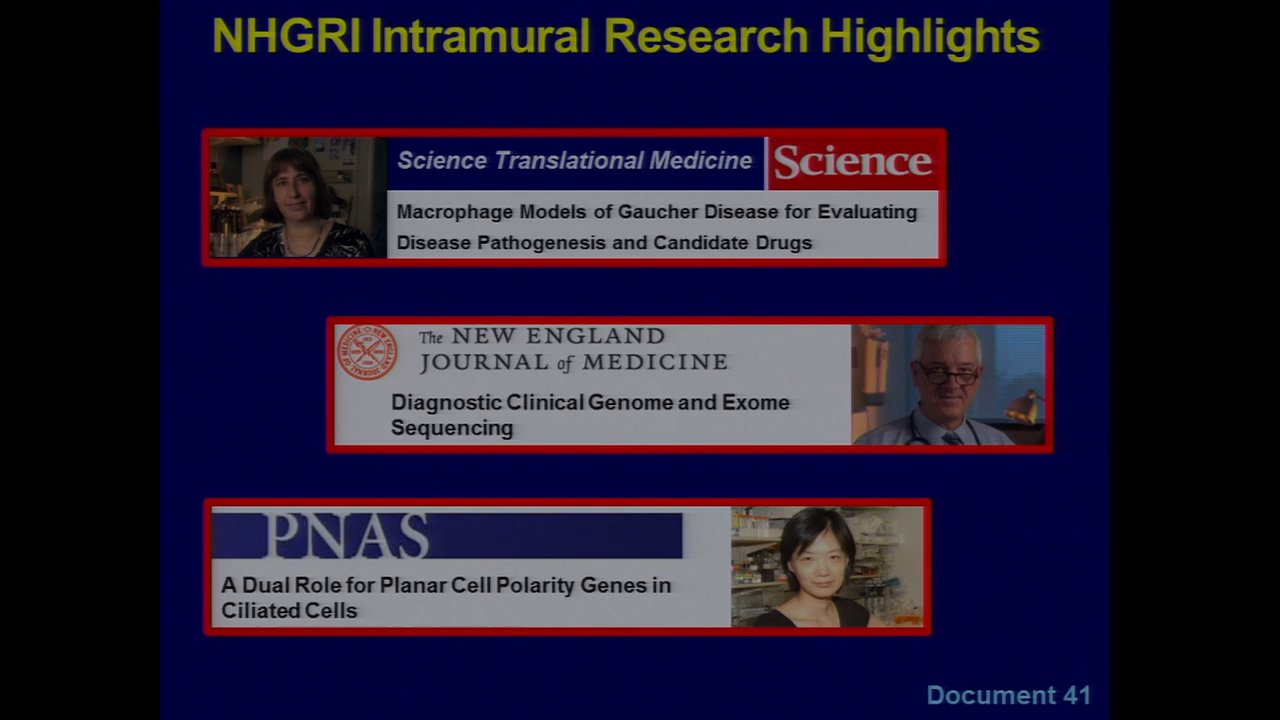 NHGRI Intramural Research Highlights
Science Translational Medicine
Science
Macrophage Models of Gaucher Disease for Evaluating
Disease Pathogenesis and Candidate Drugs
The NEW ENGLAND
JOURNAL of MEDICINE
Diagnostic Clinical Genome and Exome
Sequencing
PNAS
A Dual Role for Planar Cell Polarity Genes in
Ciliated Cells
Document 41